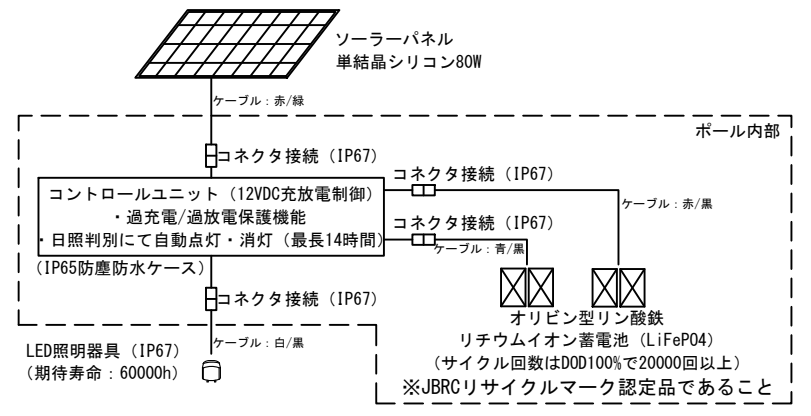 ソーラーパネル
単結晶シリコン80W
ケーブル：赤/緑
ポール内部
コネクタ接続（IP67）
コネクタ接続（IP67）
コントロールユニット（12VDC充放電制御）
・過充電/過放電保護機能
・日照判別にて自動点灯・消灯（最長14時間）
ケーブル：赤/黒
コネクタ接続（IP67）
ケーブル：青/黒
（IP65防塵防水ケース）
コネクタ接続（IP67）
オリビン型リン酸鉄
リチウムイオン蓄電池（LiFePO4）
（サイクル回数はDOD100%で20000回以上）
※JBRCリサイクルマーク認定品であること
ケーブル：白/黒
LED照明器具（IP67）
（期待寿命：60000h）